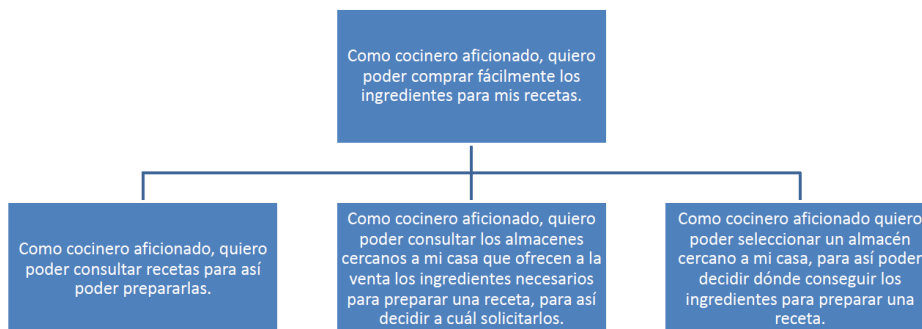 Como cocinero aficionado, quiero
poder comprar fácilmente los
ingredientes para mis recetas.
Como cocinero aficionado, quiero
poder consultar recetas para así
poder prepararlas.
Como cocinero aficionado, quiero
poder consultar los almacenes
cercanos a mi casa que ofrecen a la
venta los ingredientes necesarios
para preparar una receta, para así
decidir a cuál solicitarlos.
Como cocinero aficionado quiero
poder seleccionar un almacén
cercano a mi casa, para así poder
decidir dónde conseguir los
ingredientes para preparar una
receta.